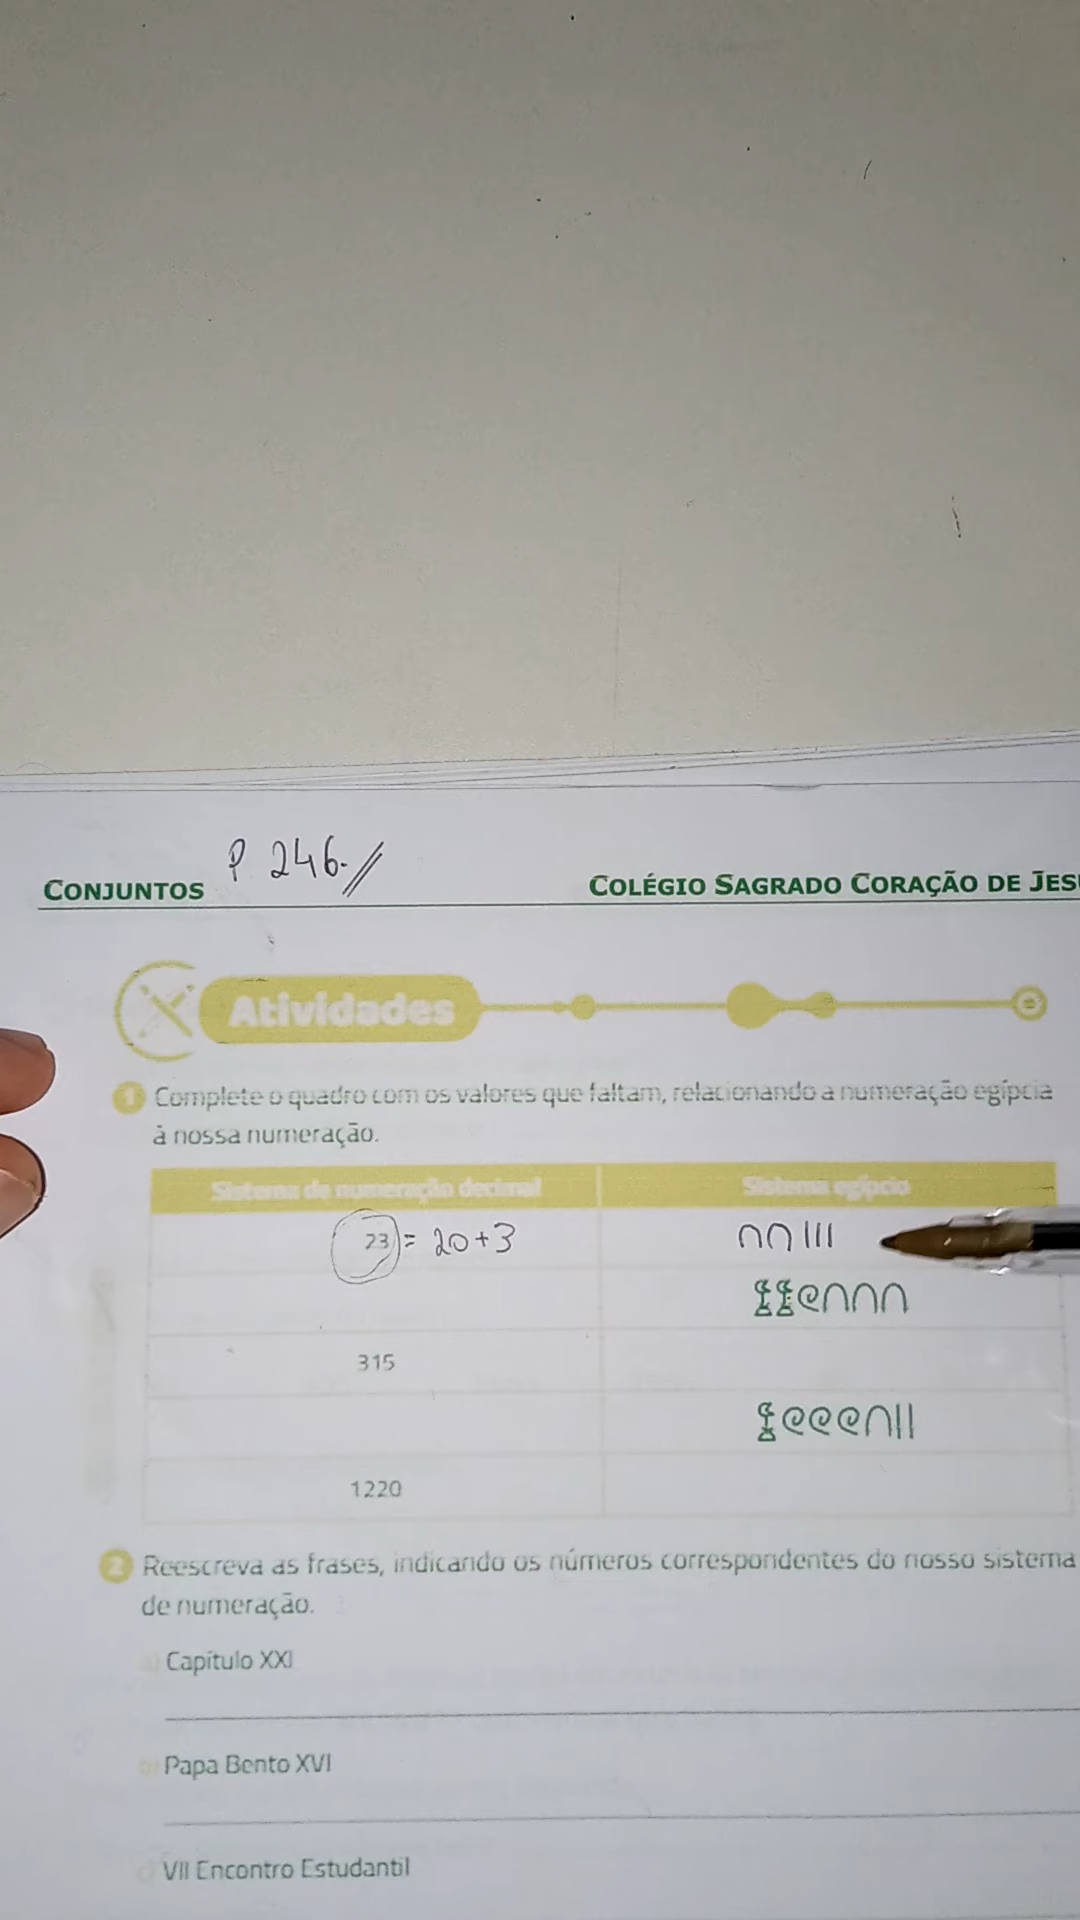 P. 246.//
CONJUNTOS
COLÉGIO SAGRADO CORAÇÃO DE JESU
Atividades
1 Complete o quadro com os valores que faltam, relacionando a numeração egípcia
à nossa numeração.
Sistema de numeração decimal Sistema egípcio
23 = 20+3 ∩∩|||
315
1220
2 Reescreva as frases, indicando os números correspondentes do nosso sistema
de numeração.
a) Capítulo XXI
b) Papa Bento XVI
c) VII Encontro Estudantil